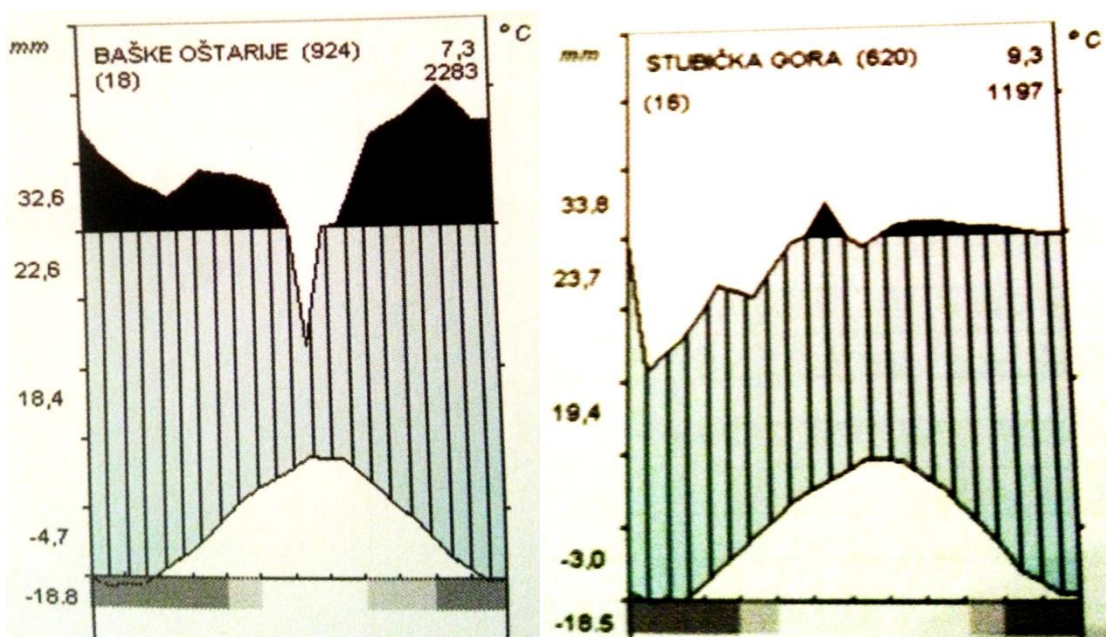 mm
°C
BAŠKE OŠTARIJE (924) 7,3
(18) 2283
32,6
22,6
18,4
-4,7
-18.8
mm
°C
STUBIČKA GORA (620) 9,3
(16) 1197
33,8
23,7
19,4
-3,0
-18.5